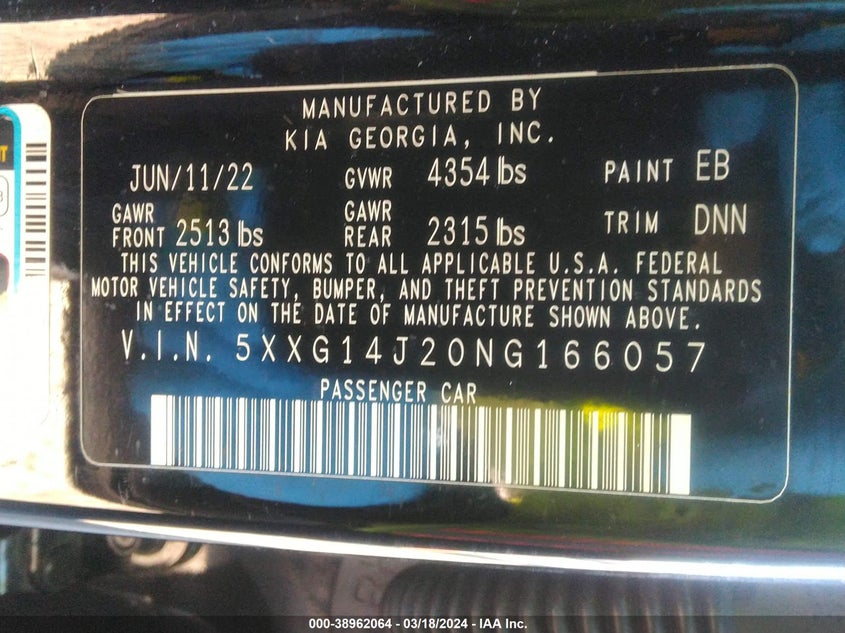 MANUFACTURED BY
KIA GEORGIA, INC.
JUN/11/22 GVWR 4354 lbs PAINT EB
GAWR FRONT 2513 lbs GAWR REAR 2315 lbs TRIM DNN
THIS VEHICLE CONFORMS TO ALL APPLICABLE U.S.A. FEDERAL
MOTOR VEHICLE SAFETY, BUMPER, AND THEFT PREVENTION STANDARDS
IN EFFECT ON THE DATE OF MANUFACTURE SHOWN ABOVE.
V.I.N. 5XXG14J20NG166057
PASSENGER CAR
000-38962064 - 03/18/2024 - IAA Inc.